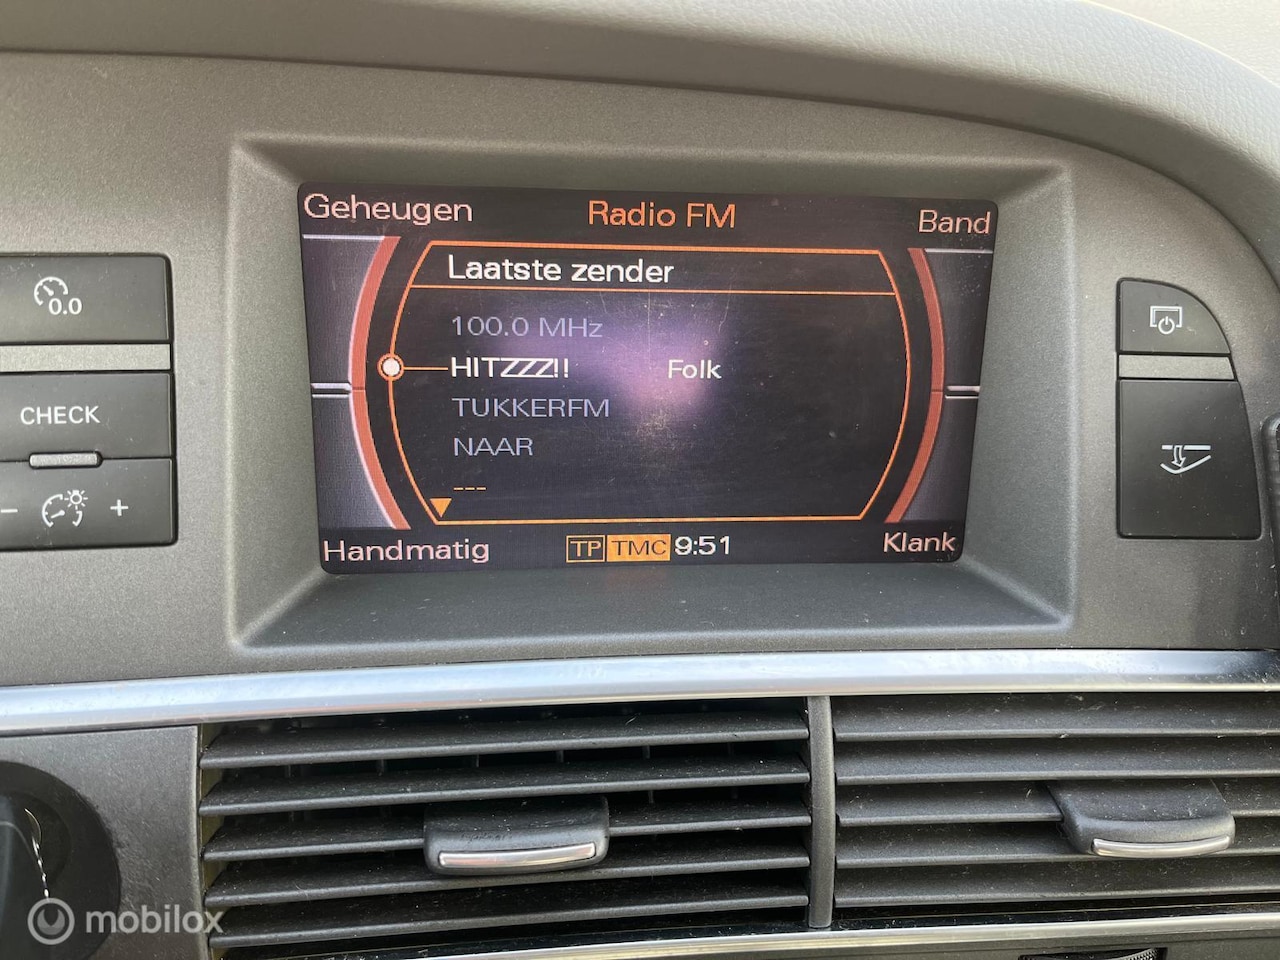 Geheugen Radio FM Band
Laatste zender
100.0 MHz
HITZZZ!! Folk
TUKKERFM
NAAR
---
Handmatig TP TMC 9:51 Klank
0.0
CHECK
- +
mobilox